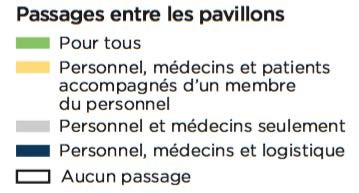 Passages entre les pavillons
Pour tous
Personnel, médecins et patients
accompagnés d'un membre
du personnel
Personnel et médecins seulement
Personnel, médecins et logistique
Aucun passage